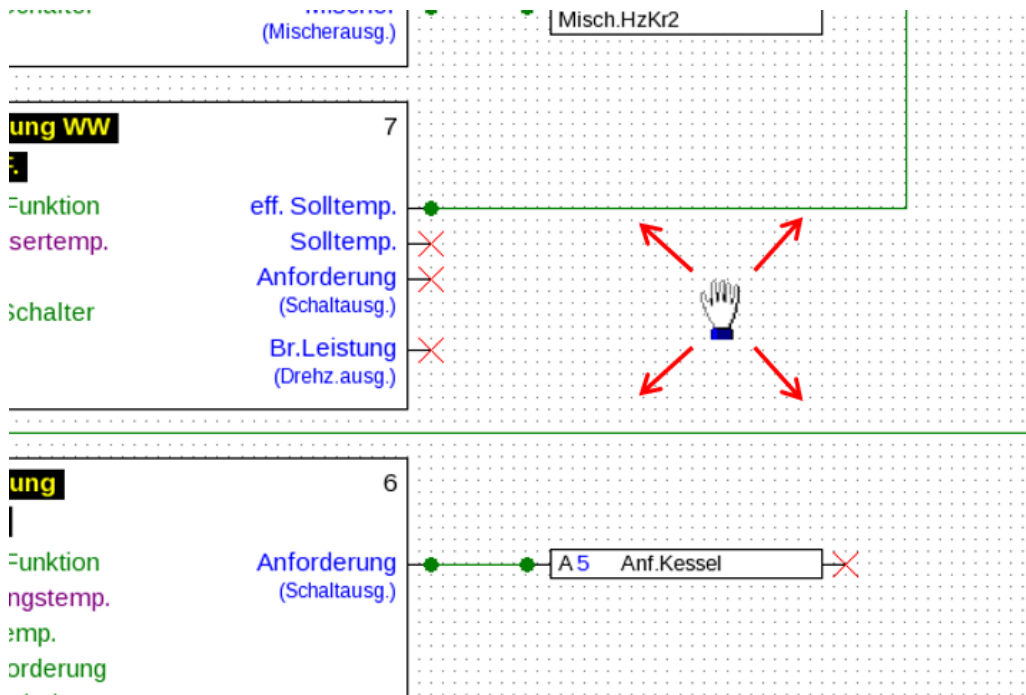 (Mischerausg.)
Misch.HzKr2
ung WW 7
F.
Funktion eff. Solltemp.
sertemp. Solltemp.
Anforderung
Schalter (Schaltausg.)
Br.Leistung
(Drehz.ausg.)
ung 6
Funktion Anforderung A 5 Anf.Kessel
ngstemp. (Schaltausg.)
emp.
orderung